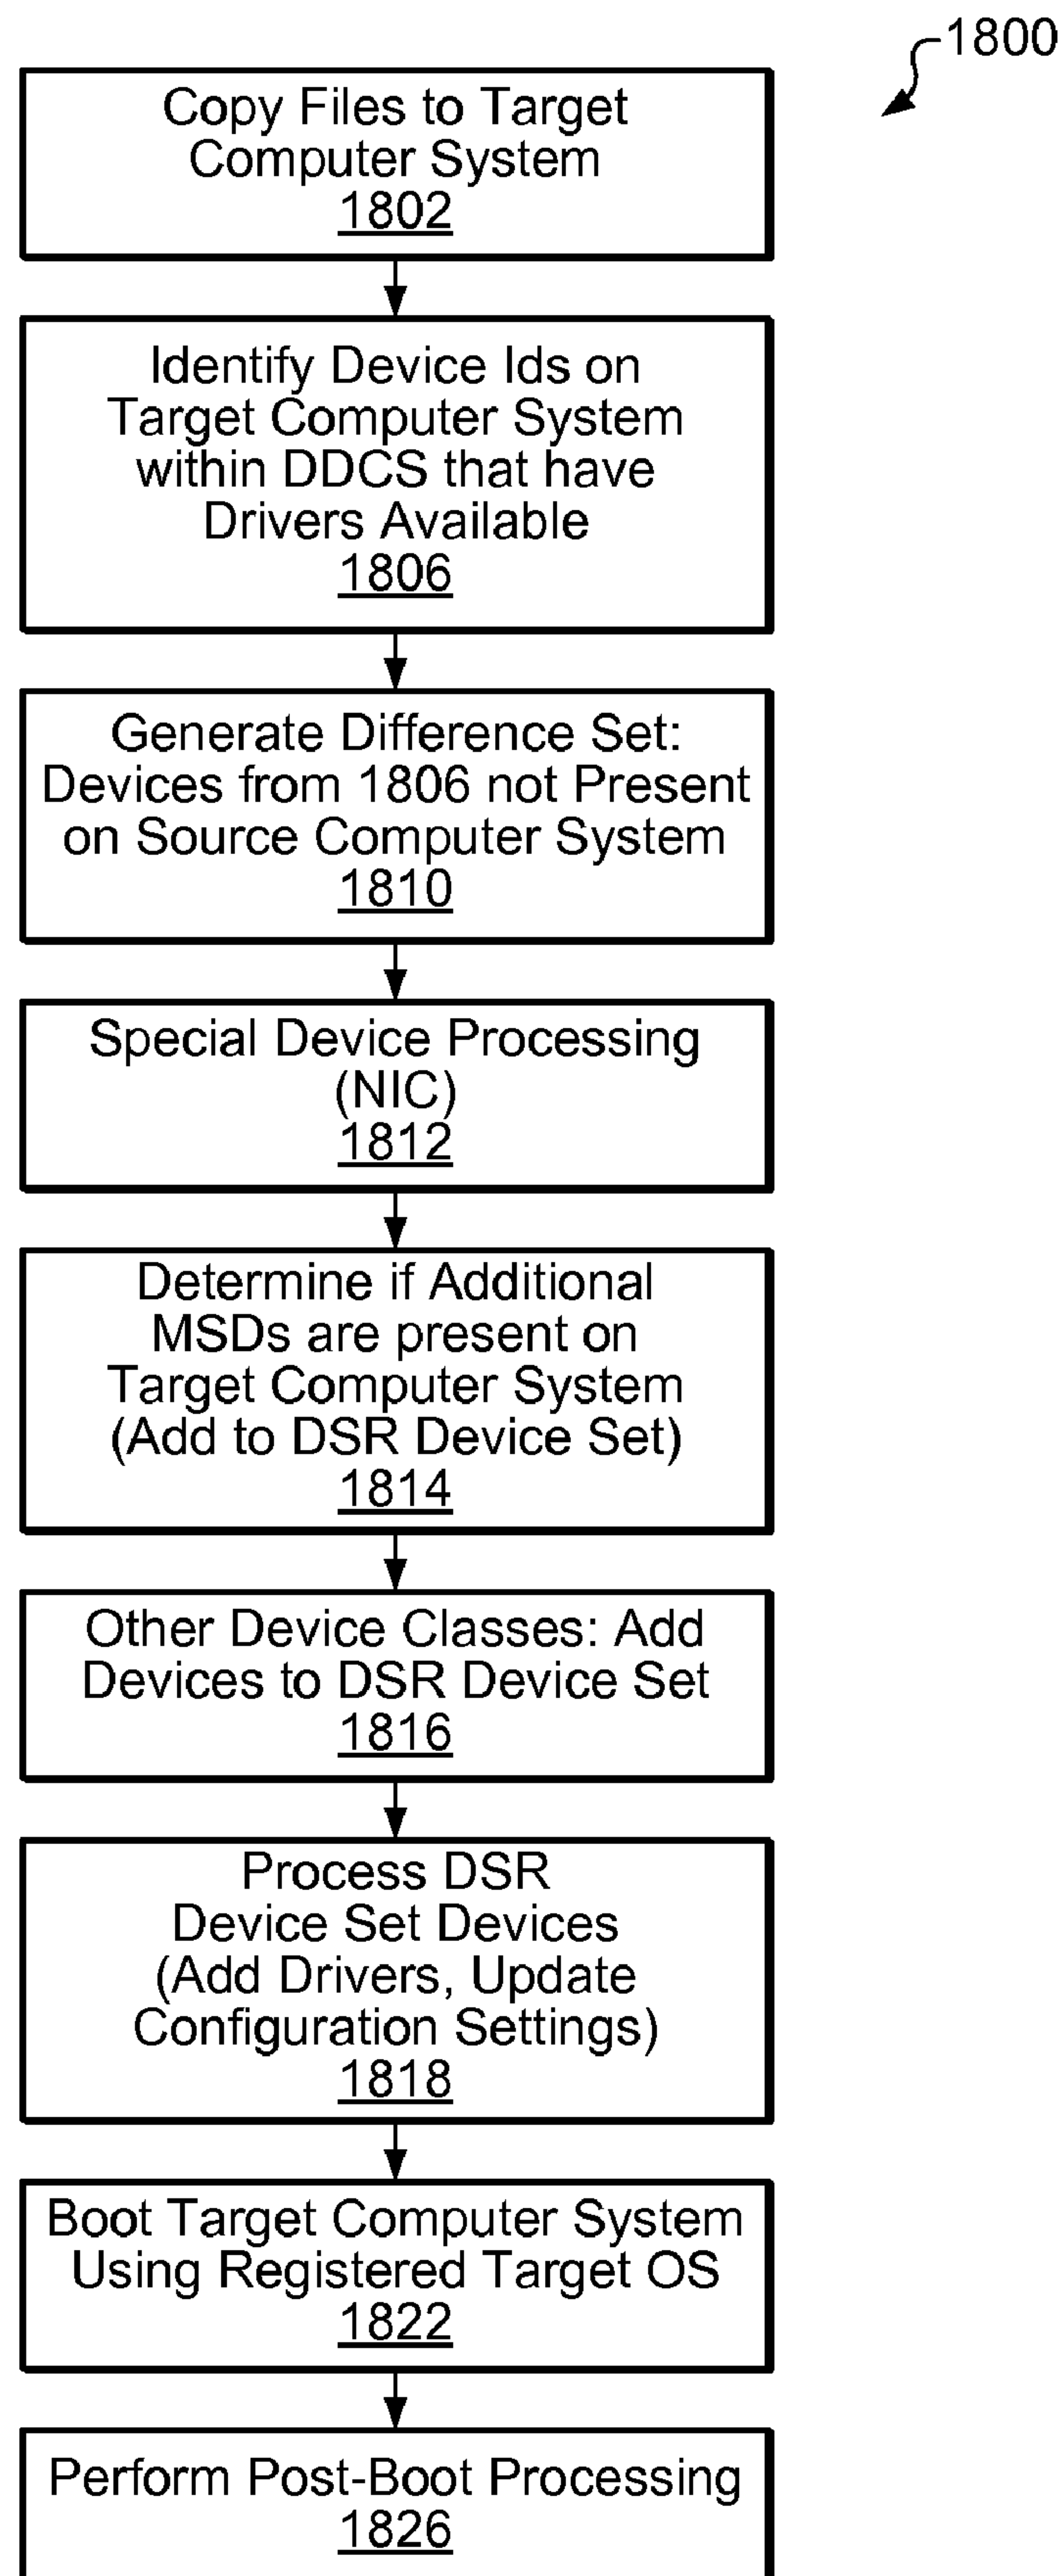 1800
Copy Files to Target
Computer System
1802
Identify Device Ids on
Target Computer System
within DDCS that have
Drivers Available
1806
Generate Difference Set:
Devices from 1806 not Present
on Source Computer System
1810
Special Device Processing
(NIC)
1812
Determine if Additional
MSDs are present on
Target Computer System
(Add to DSR Device Set)
1814
Other Device Classes: Add
Devices to DSR Device Set
1816
Process DSR
Device Set Devices
(Add Drivers, Update
Configuration Settings)
1818
Boot Target Computer System
Using Registered Target OS
1822
Perform Post-Boot Processing
1826